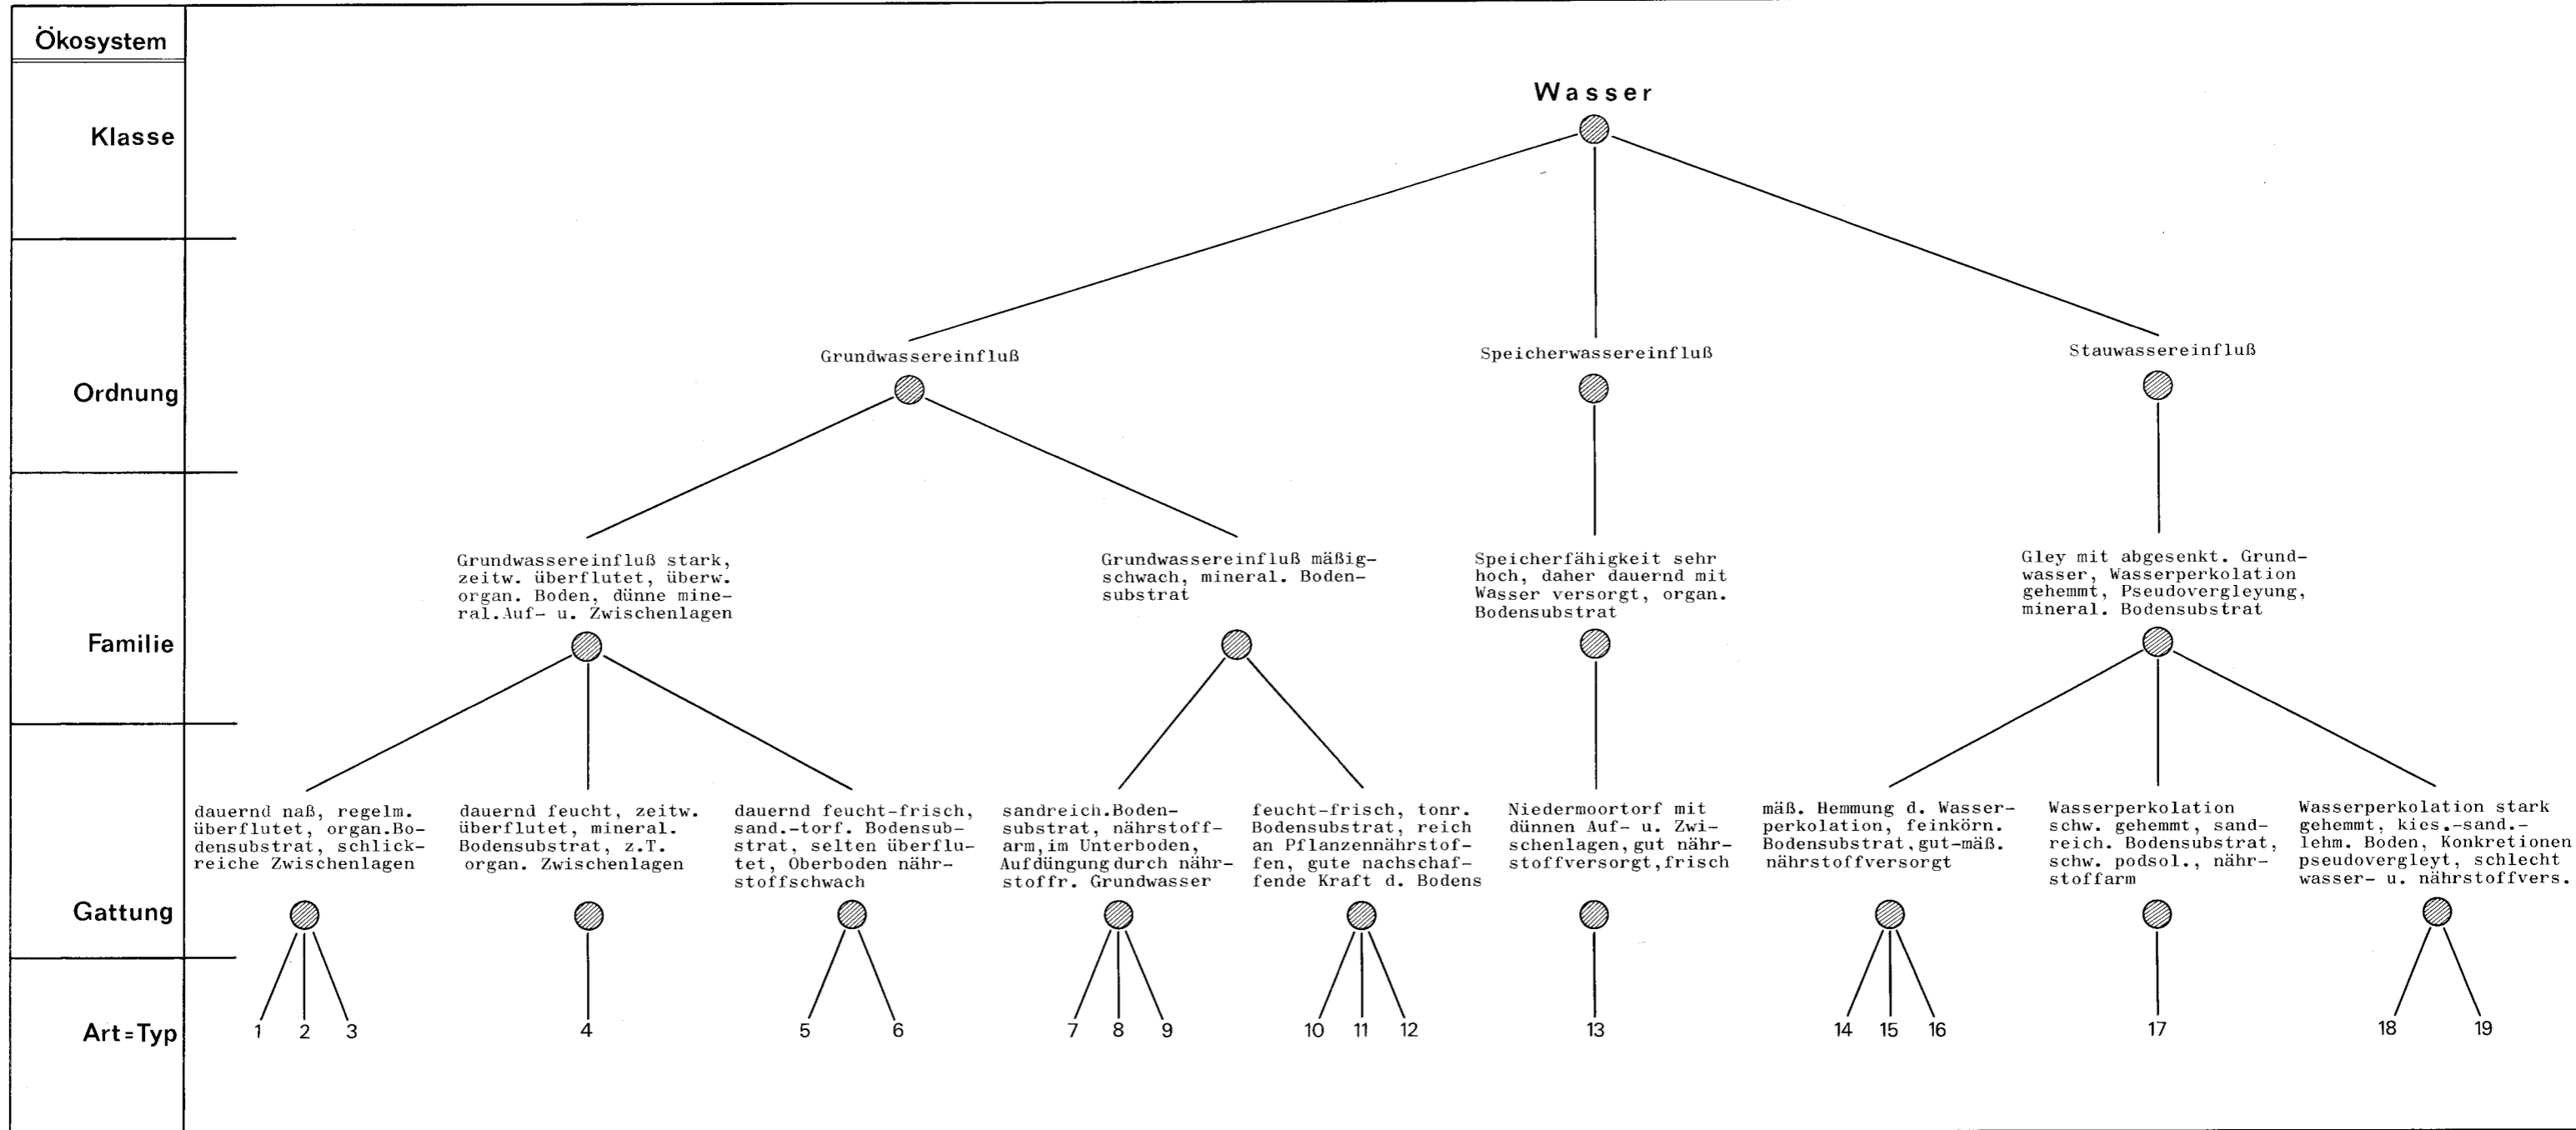 Ökosystem
Wasser
Klasse
Grundwassereinfluß
Speicherwassereinfluß
Stauwassereinfluß
Ordnung
Grundwassereinfluß stark,
zeitw. überflutet, überw.
organ. Boden, dünne mine-
ral.Auf- u. Zwischenlagen
Grundwassereinfluß mäßig-
schwach, mineral. Boden-
substrat
Speicherfähigkeit sehr
hoch, daher dauernd mit
Wasser versorgt, organ.
Bodensubstrat
Gley mit abgesenkt. Grund-
wasser, Wasserperkolation
gehemmt, Pseudovergleyung,
mineral. Bodensubstrat
Familie
dauernd naß, regelm.
überflutet, organ.Bo-
densubstrat, schlick-
reiche Zwischenlagen
dauernd feucht, zeitw.
überflutet, mineral.
Bodensubstrat, z.T.
organ. Zwischenlagen
dauernd feucht-frisch,
sand.-torf. Bodensub-
strat, selten überflu-
tet, Oberboden nähr-
stoffschwach
sandreich.Boden-
substrat, nährstoff-
arm,im Unterboden,
Aufdüngung durch nähr-
stoffr. Grundwasser
feucht-frisch, tonr.
Bodensubstrat, reich
an Pflanzennährstof-
fen, gute nachschaf-
fende Kraft d. Bodens
Niedermoortorf mit
dünnen Auf- u. Zwi-
schenlagen,gut nähr-
stoffversorgt,frisch
mäß. Hemmung d. Wasser-
perkolation, feinkörn.
Bodensubstrat,gut-mäß.
nährstoffversorgt
Wasserperkolation
schw. gehemmt, sand-
reich. Bodensubstrat,
schw. podsol., nähr-
stoffarm
Wasserperkolation stark
gehemmt, kies.-sand.-
lehm. Boden, Konkretionen
pseudovergleyt, schlecht
wasser- u. nährstoffvers.
Gattung
Art=Typ
1 2 3 4 5 6 7 8 9 10 11 12 13 14 15 16 17 18 19